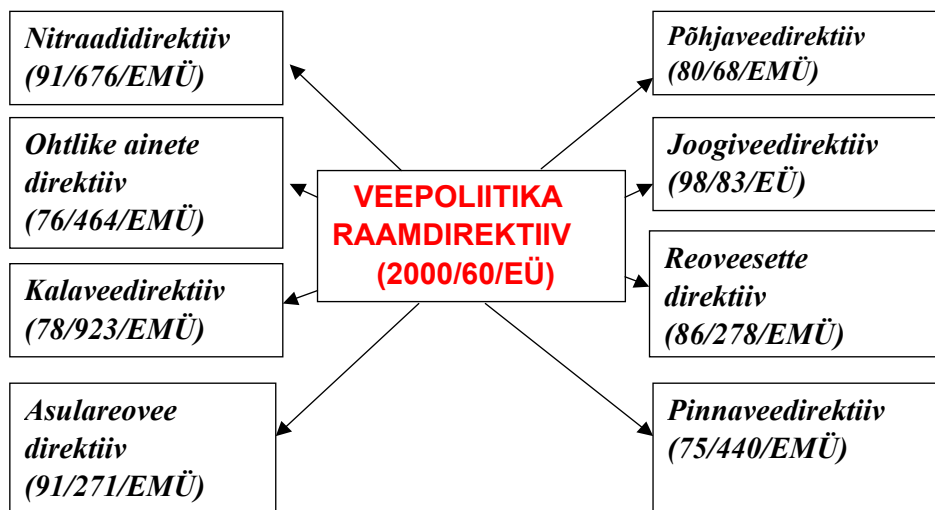 Nitraadidirektiiv
(91/676/EMÜ)
Ohtlike ainete
direktiiv
(76/464/EMÜ)
Kalaveedirektiiv
(78/923/EMÜ)
Asulareovee
direktiiv
(91/271/EMÜ)
VEEPOLIITIKA
RAAMDIREKTIIV
(2000/60/EÜ)
Põhjaveedirektiiv
(80/68/EMÜ)
Joogiveedirektiiv
(98/83/EÜ)
Reoveesette
direktiiv
(86/278/EMÜ)
Pinnaveedirektiiv
(75/440/EMÜ)